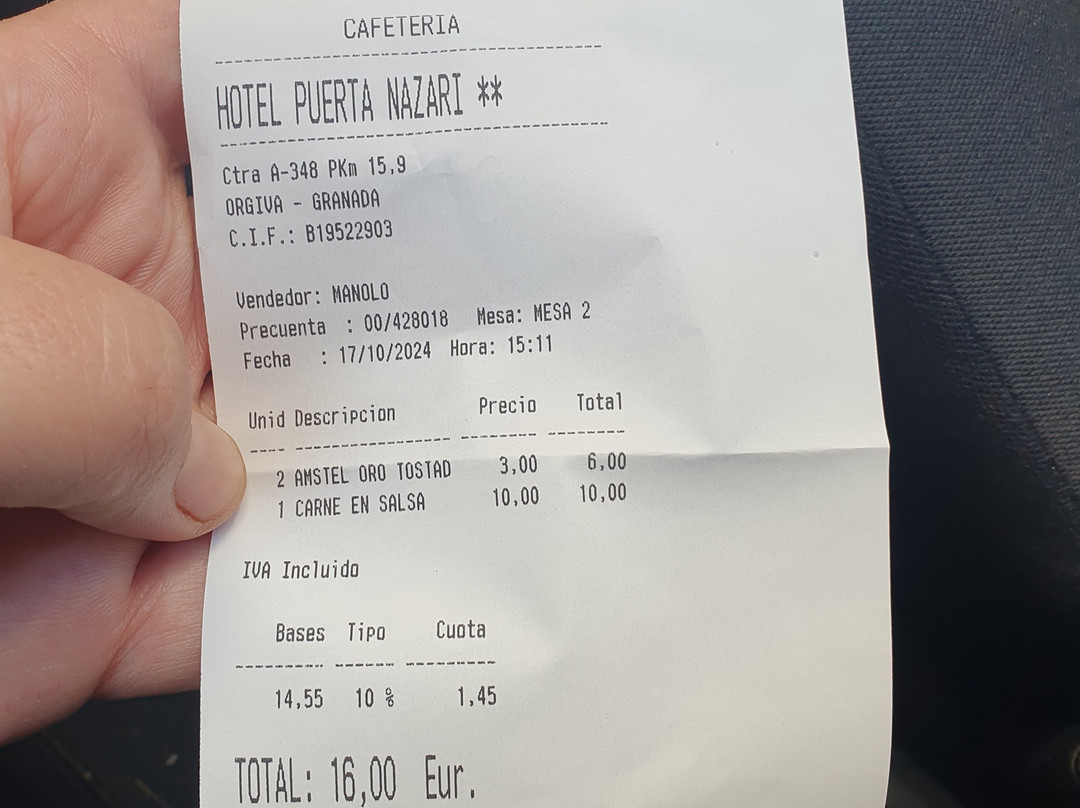 CAFETERIA
HOTEL PUERTA NAZARI **
Ctra A-348 PKm 15,9
ORGIVA - GRANADA
C.I.F.: B19522903
Vendedor: MANOLO
Precuenta : 00/428018 Mesa: MESA 2
Fecha : 17/10/2024 Hora: 15:11
Unid Descripcion Precio Total
2 AMSTEL ORO TOSTAD 3,00 6,00
1 CARNE EN SALSA 10,00 10,00
IVA Incluido
Bases Tipo Cuota
14,55 10 % 1,45
TOTAL: 16,00 Eur.